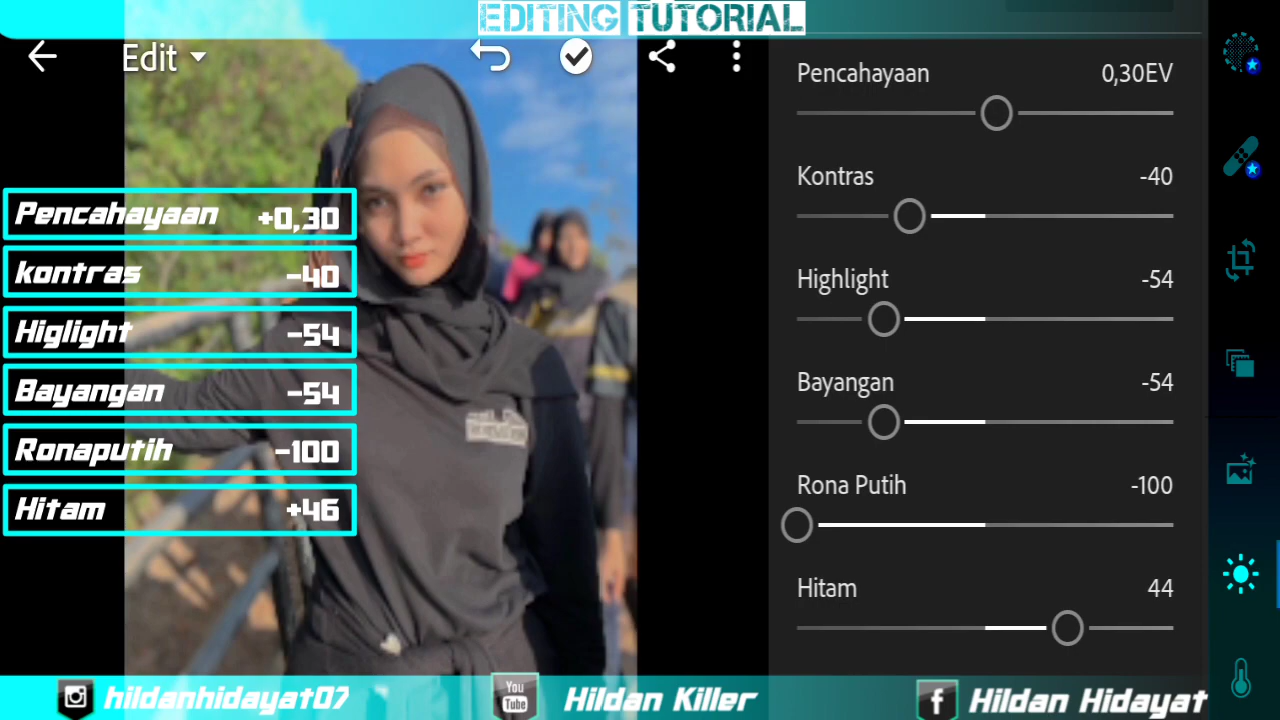 EDITING TUTORIAL
Edit
Pencahayaan +0,30
kontras -40
Higlight -54
Bayangan -54
Ronaputih -100
Hitam +46
Pencahayaan 0,30EV
Kontras -40
Highlight -54
Bayangan -54
Rona Putih -100
Hitam 44
hildanhidayat07
You Tube
Hildan Killer
f
Hildan Hidayat